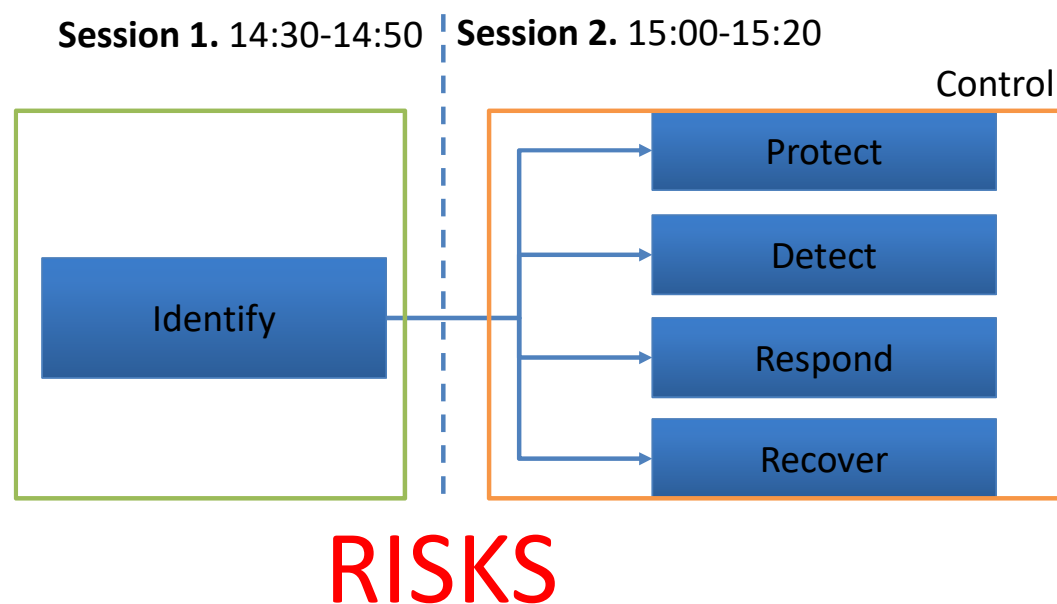 Session 1. 14:30-14:50
Session 2. 15:00-15:20
Control
Protect
Detect
Identify
Respond
Recover
RISKS